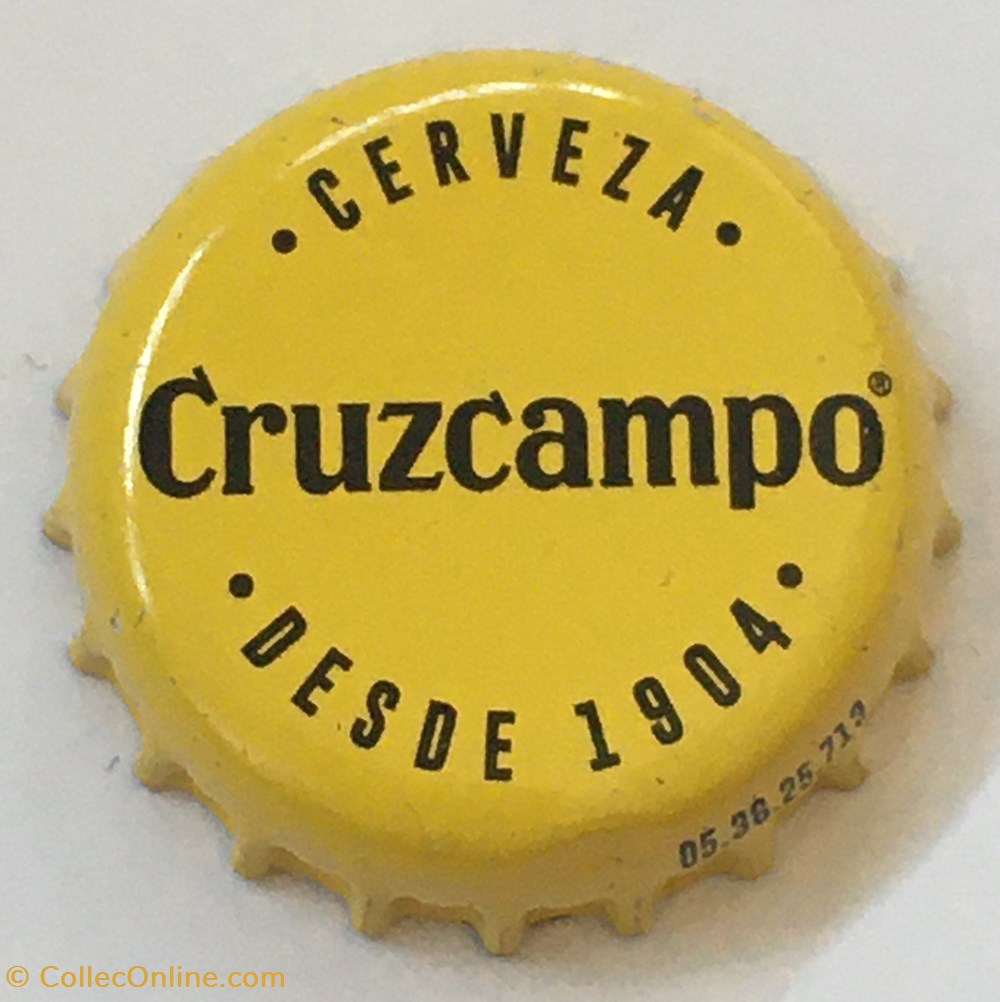 • CERVEZA •
Cruzcampo®
• DESDE 1904 •
05.36.25.713
© CollecOnline.com